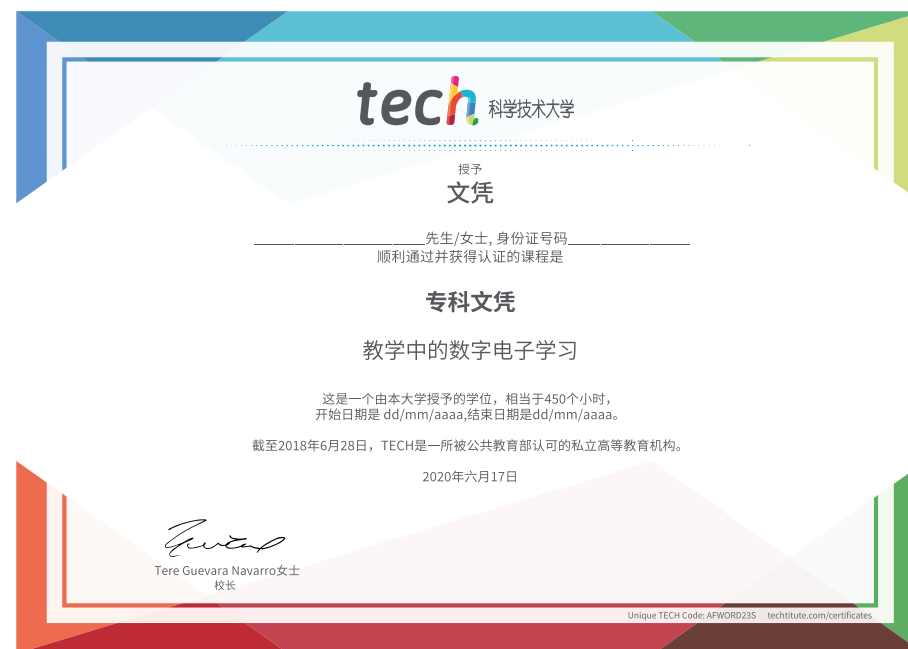 tech 科学技术大学
授予
文凭
______________________先生/女士, 身份证号码_______________
顺利通过并获得认证的课程是
专科文凭
教学中的数字电子学习
这是一个由本大学授予的学位，相当于450个小时，
开始日期是 dd/mm/aaaa,结束日期是dd/mm/aaaa。
截至2018年6月28日，TECH是一所被公共教育部认可的私立高等教育机构。
2020年六月17日
Tere Guevara Navarro女士
校长
Unique TECH Code: AFWORD23S techtitute.com/certificates